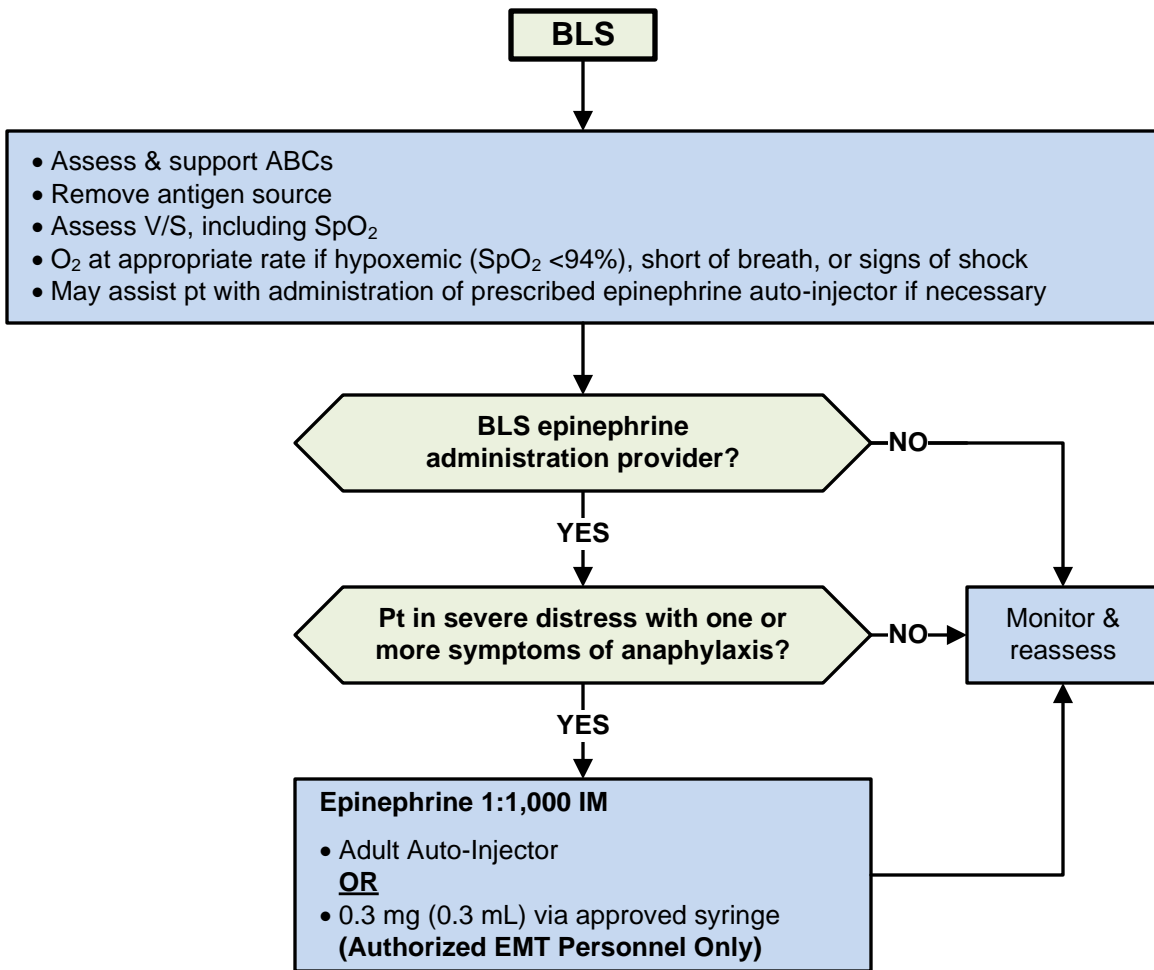 BLS
• Assess & support ABCs
• Remove antigen source
• Assess V/S, including SpO₂
• O₂ at appropriate rate if hypoxemic (SpO₂ <94%), short of breath, or signs of shock
• May assist pt with administration of prescribed epinephrine auto-injector if necessary
BLS epinephrine
administration provider?
NO
YES
Pt in severe distress with one or
more symptoms of anaphylaxis?
NO
Monitor &
reassess
YES
Epinephrine 1:1,000 IM
• Adult Auto-Injector
OR
• 0.3 mg (0.3 mL) via approved syringe
(Authorized EMT Personnel Only)